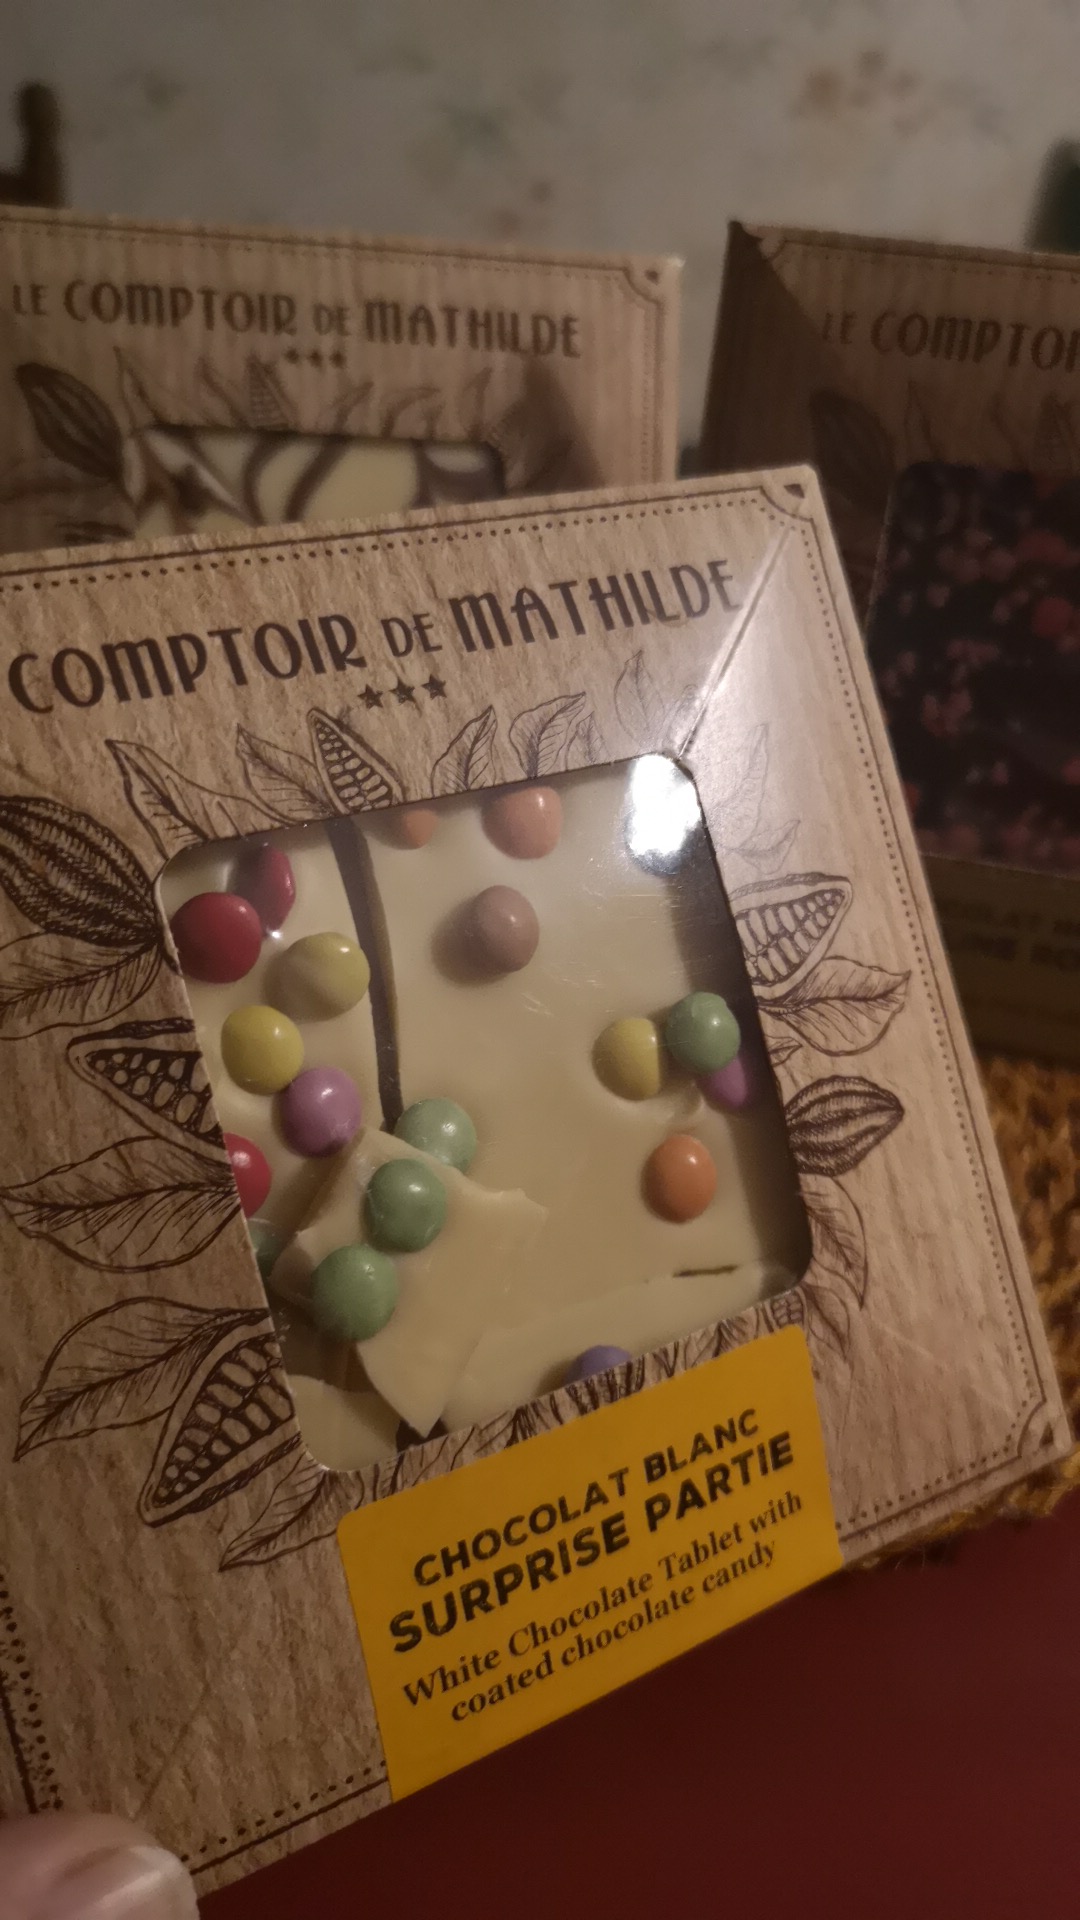 LE COMPTOIR DE MATHILDE
LE COMPTOI
COMPTOIR DE MATHILDE
CHOCOLAT BLANC
SURPRISE PARTIE
White Chocolate Tablet with
coated chocolate candy